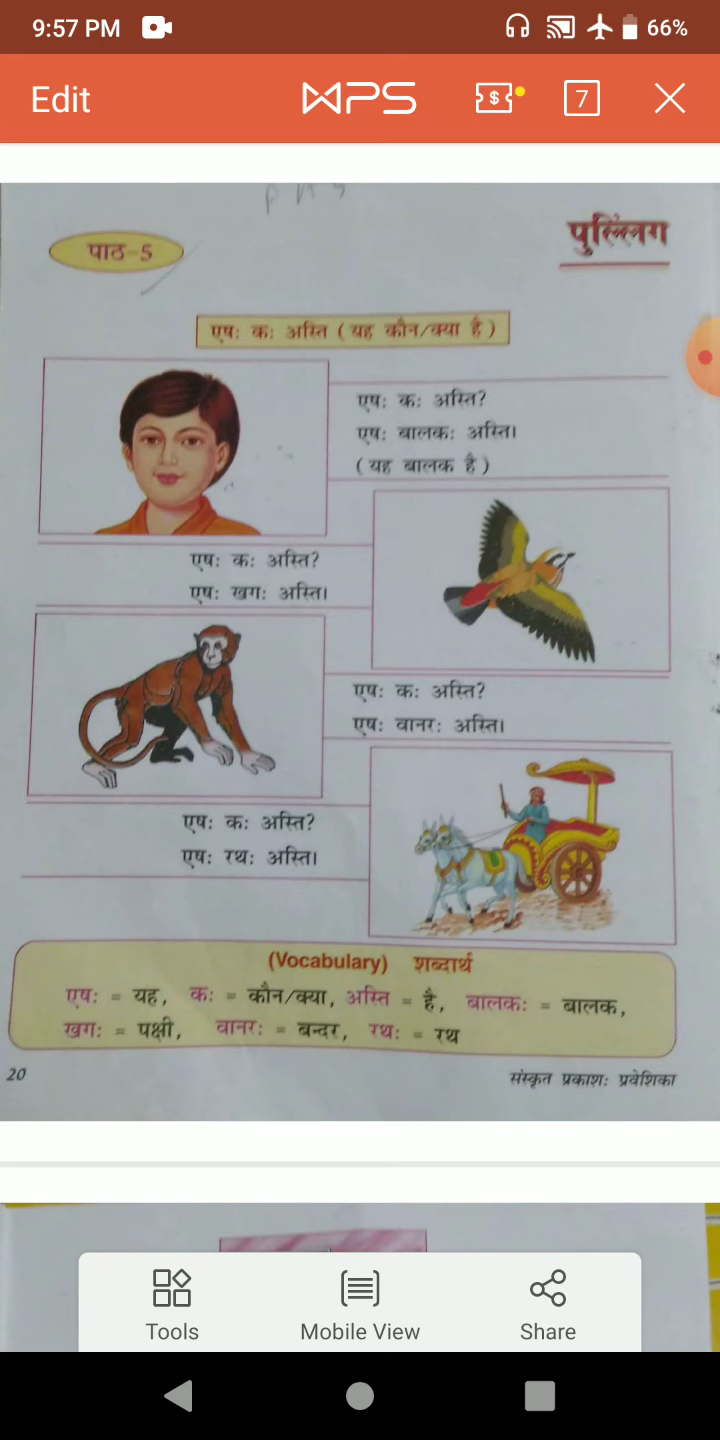 9:57 PM
66%
Edit
WPS
$
7
पाठ-5
पुल्लिंग
एषः कः अस्ति (यह कौन/क्या है)
एषः कः अस्ति?
एषः बालकः अस्ति।
(यह बालक है)
एषः कः अस्ति?
एषः खगः अस्ति।
एषः कः अस्ति?
एषः वानरः अस्ति।
एषः कः अस्ति?
एषः रथः अस्ति।
(Vocabulary) शब्दार्थ
एषः = यह, कः = कौन/क्या, अस्ति = है, बालकः = बालक,
खगः = पक्षी, वानरः = बन्दर, रथः = रथ
20
संस्कृत प्रकाशः प्रवेशिका
Tools
Mobile View
Share